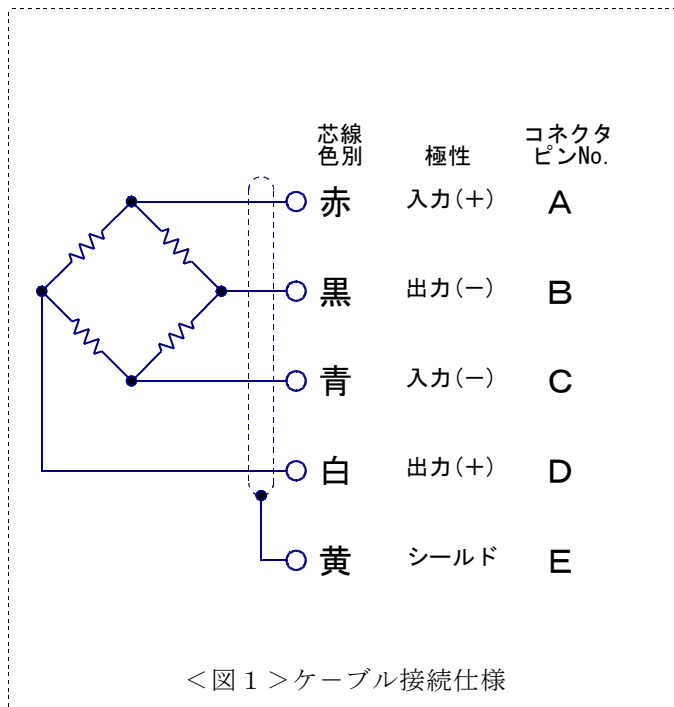 芯線
色別
極性
コネクタ
ピンNo.
赤 入力(+) A
黒 出力(-) B
青 入力(-) C
白 出力(+) D
黄 シールド E
<図1>ケーブル接続仕様